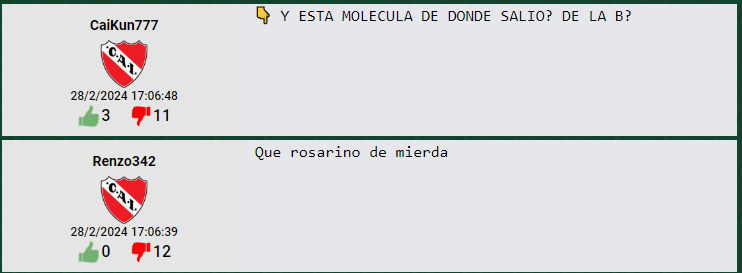 CaiKun777
C.A.I.
28/2/2024 17:06:48
3 11
👇 Y ESTA MOLECULA DE DONDE SALIO? DE LA B?
Renzo342
C.A.I.
28/2/2024 17:06:39
0 12
Que rosarino de mierda